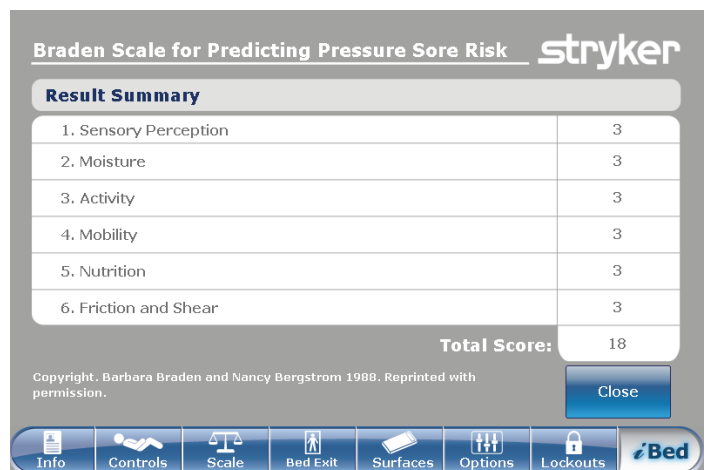 Braden Scale for Predicting Pressure Sore Risk stryker
Result Summary
1. Sensory Perception 3
2. Moisture 3
3. Activity 3
4. Mobility 3
5. Nutrition 3
6. Friction and Shear 3
Total Score: 18
Copyright. Barbara Braden and Nancy Bergstrom 1988. Reprinted with
permission.
Close
Info Controls Scale Bed Exit Surfaces Options Lockouts iBed